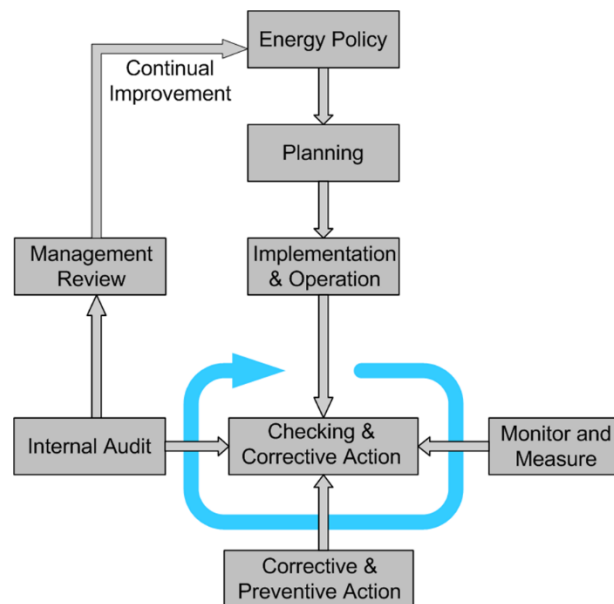 Energy Policy
Continual
Improvement
Planning
Management
Review
Implementation
& Operation
Internal Audit
Checking &
Corrective Action
Monitor and
Measure
Corrective &
Preventive Action